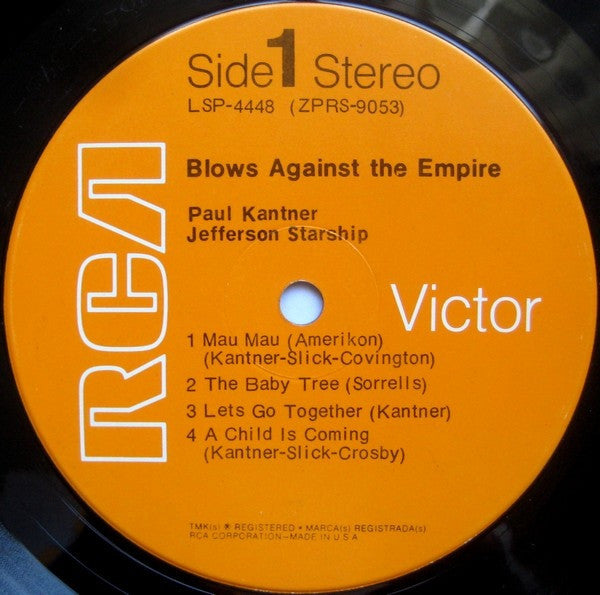 Side 1 Stereo
LSP-4448 (ZPRS-9053)
Blows Against the Empire
Paul Kantner
Jefferson Starship
RCA
Victor
1 Mau Mau (Amerikon)
(Kantner-Slick-Covington)
2 The Baby Tree (Sorrells)
3 Lets Go Together (Kantner)
4 A Child Is Coming
(Kantner-Slick-Crosby)
TMK(s) ® REGISTERED • MARCA(s) REGISTRADA(s)
RCA CORPORATION—MADE IN U.S.A